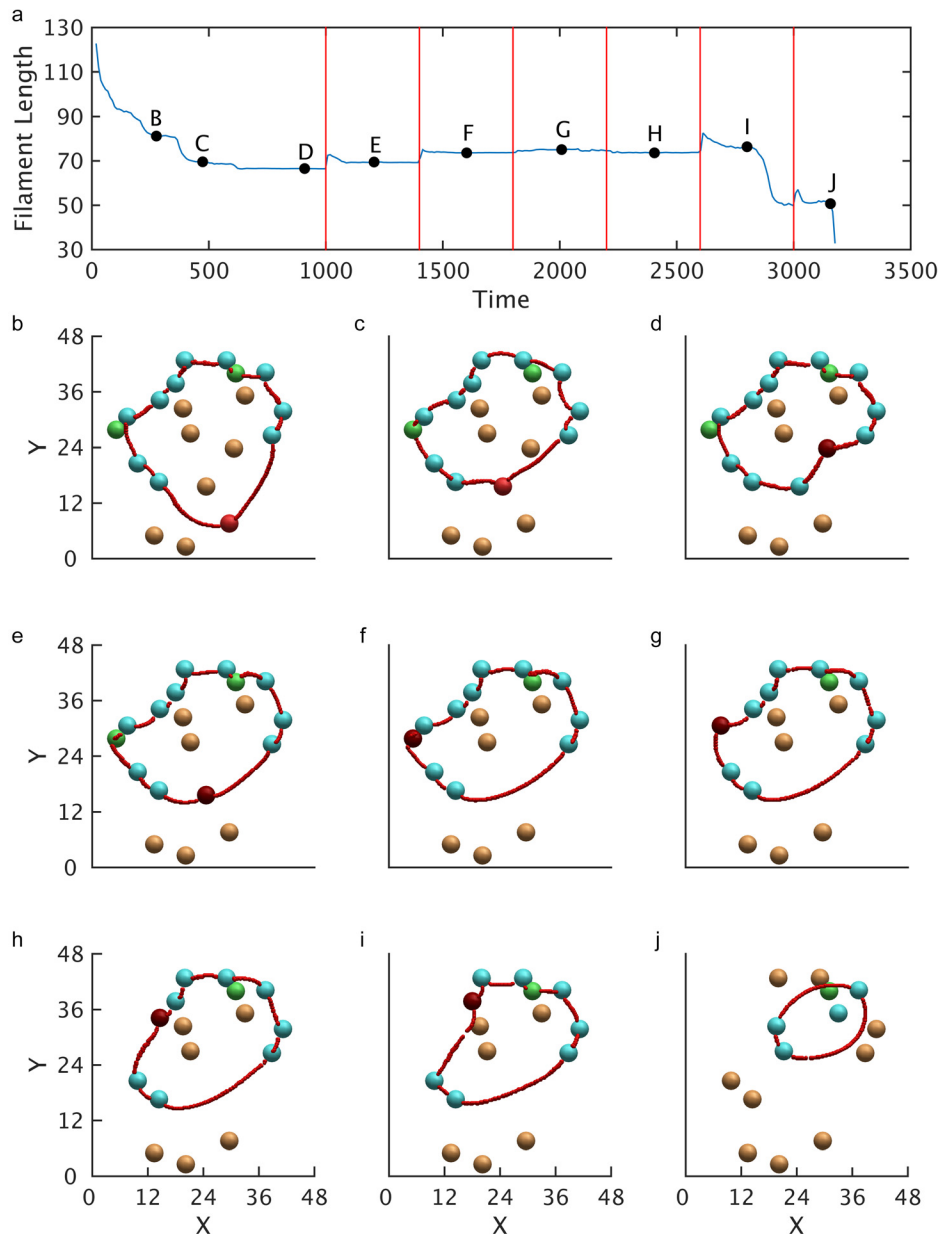 a
130
110
90
70
50
30
Filament Length
B
C
D
E
F
G
H
I
J
0 500 1000 1500 2000 2500 3000 3500
Time
b c d
48
36
24
12
0
Y
e f g
48
36
24
12
0
Y
h i j
48
36
24
12
0
Y
0 12 24 36 48 0 12 24 36 48 0 12 24 36 48
X X X